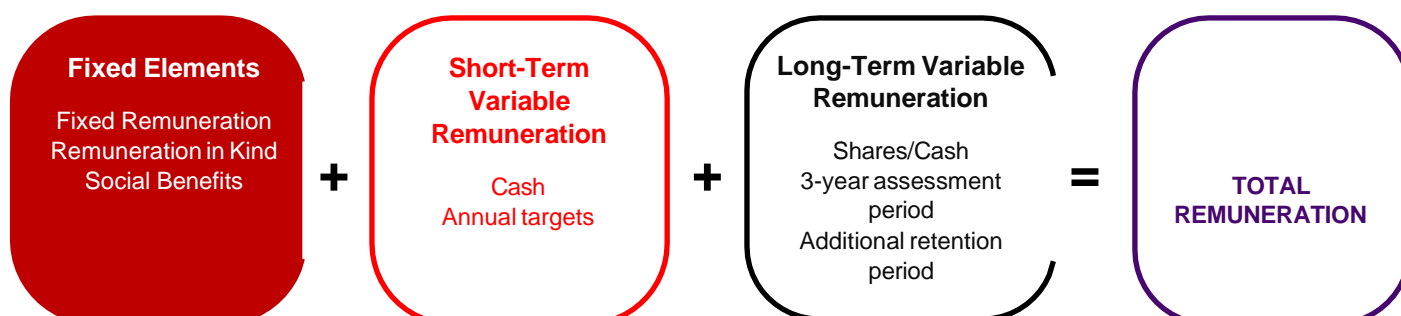 Fixed Elements
Fixed Remuneration
Remuneration in Kind
Social Benefits
+
Short-Term
Variable
Remuneration
Cash
Annual targets
+
Long-Term Variable
Remuneration
Shares/Cash
3-year assessment
period
Additional retention
period
=
TOTAL
REMUNERATION